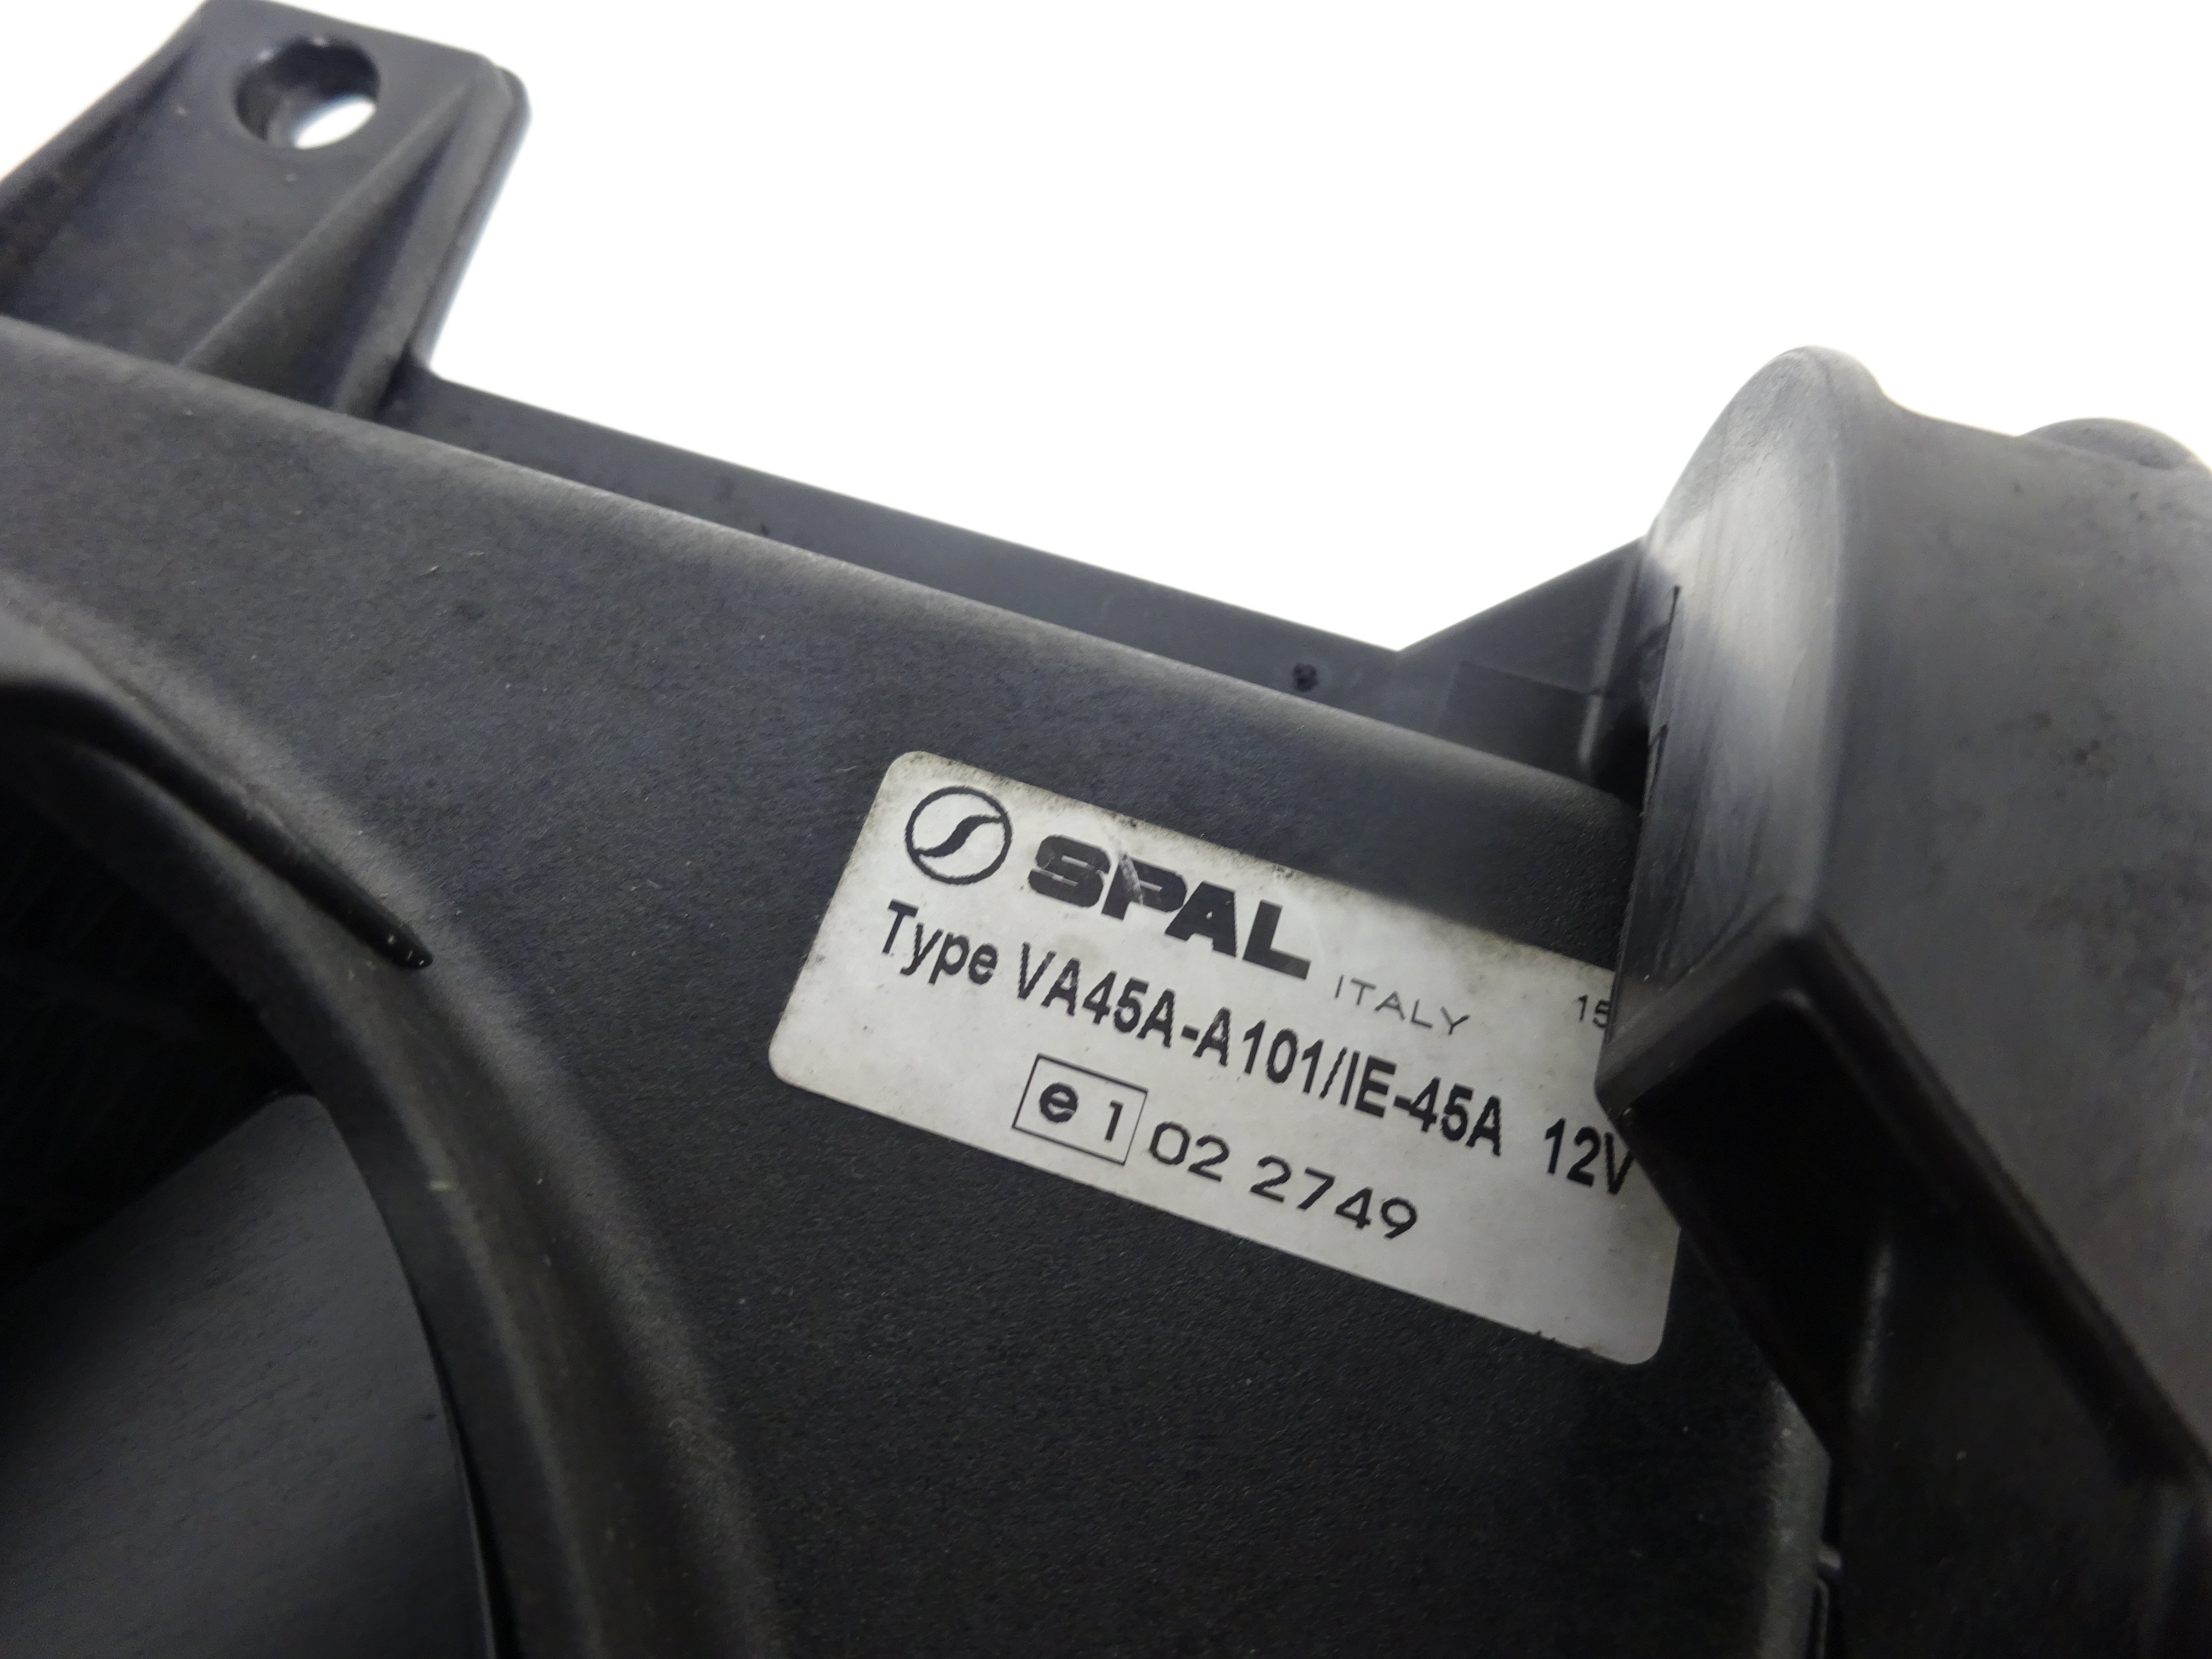 SPAL ITALY 15
Type VA45A-A101/IE-45A 12V
e1 02 2749